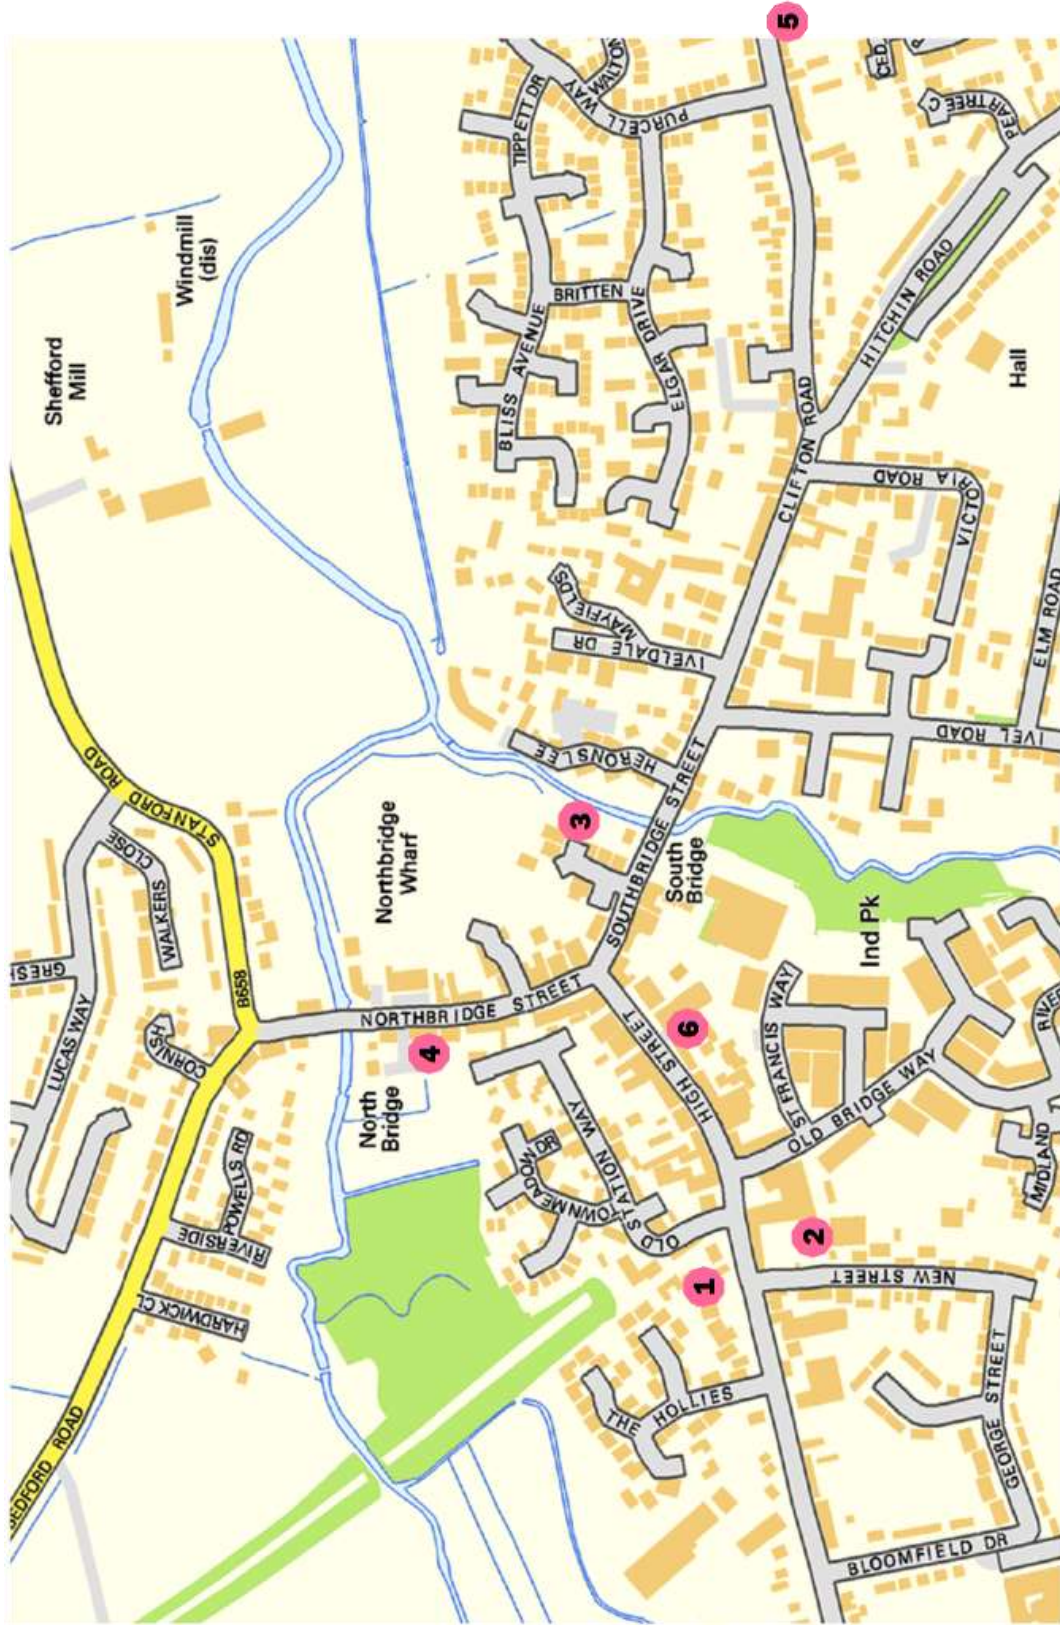 BEDFORD ROAD
STANFORD ROAD
B658
LUCAS WAY
GRESH
WALKERS
CLOSE
CORNISH
POWELLS RD
RIVERSIDE
HARDWICK CL
Shefford
Mill
Windmill
(dis)
Northbridge
Wharf
North
Bridge
NORTHBRIDGE STREET
4
3
SOUTHBRIDGE STREET
South
Bridge
HERONSLEE
IVELDALE DR
MAYFIELDS
BLISS AVENUE
BRITTEN
ELGAR DRIVE
TIPPETT DR
PURCELL WAY
WALTON
5
CLIFTON ROAD
HITCHIN ROAD
PEARTREE C
CED
VICTORIA ROAD
Hall
ELM ROAD
IVEL ROAD
Ind Pk
HIGH STREET
6
ST FRANCIS WAY
OLD BRIDGE WAY
MIDLAND
RIVER
OLD STATION WAY
TOWNMEADOW DR
1
2
NEW STREET
THE HOLLIES
GEORGE STREET
BLOOMFIELD DR